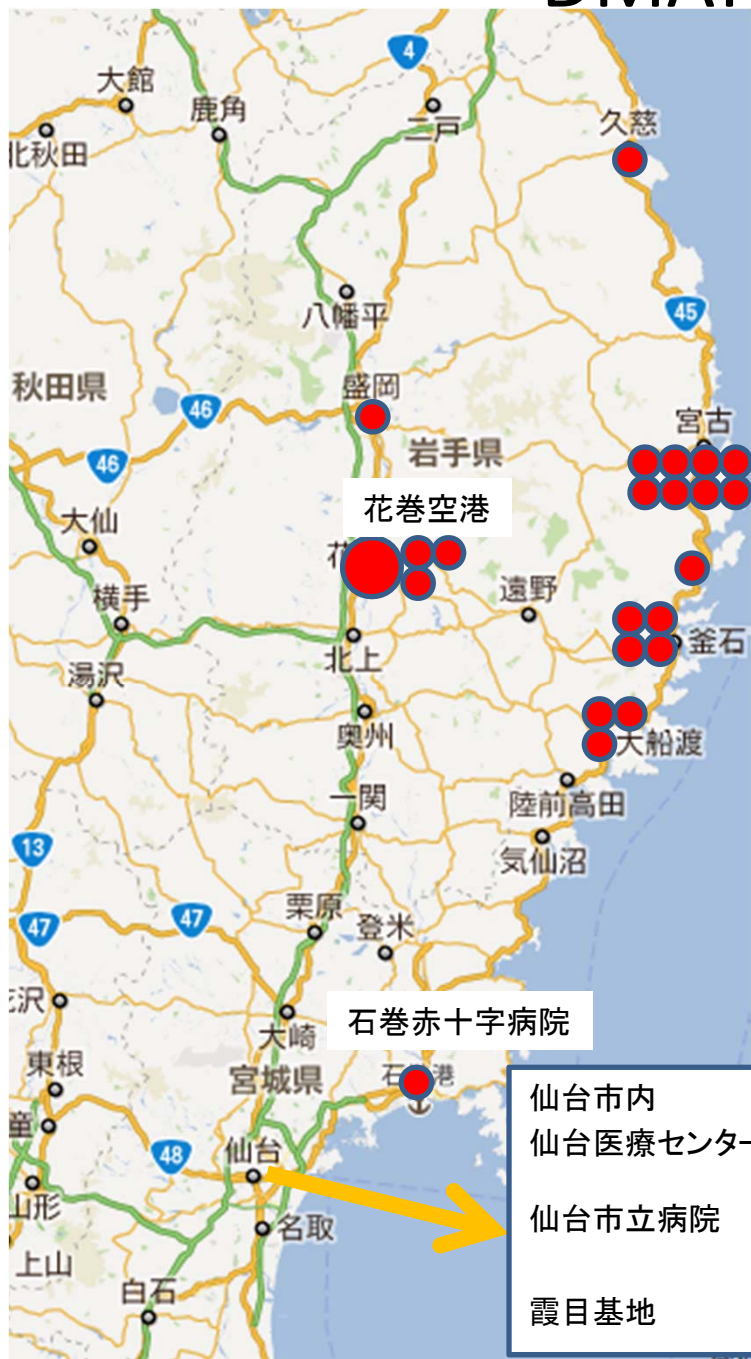 4
大館
鹿角
二戸
久慈
北秋田
八幡平
45
秋田県
盛岡
46
宮古
岩手県
46
花巻空港
大仙
花
遠野
横手
釜石
北上
湯沢
奥州
大船渡
一関
陸前高田
13
気仙沼
栗原
47
47
登米
沢
石巻赤十字病院
大崎
東根
宮城県
港
仙台市内
童
仙台医療センター
48
仙台
山形
仙台市立病院
名取
上山
白石
霞目基地